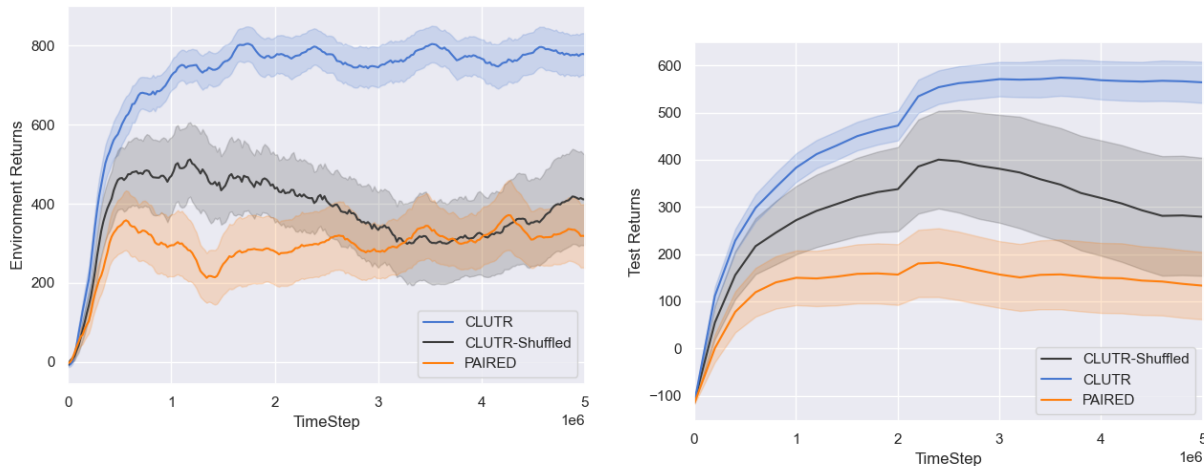 800
600
400
200
0
Environment Returns
0 1 2 3 4 5
1e6
TimeStep
CLUTR
CLUTR-Shuffled
PAIRED
600
500
400
300
200
100
0
−100
Test Returns
0 1 2 3 4 5
1e6
TimeStep
CLUTR-Shuffled
CLUTR
PAIRED